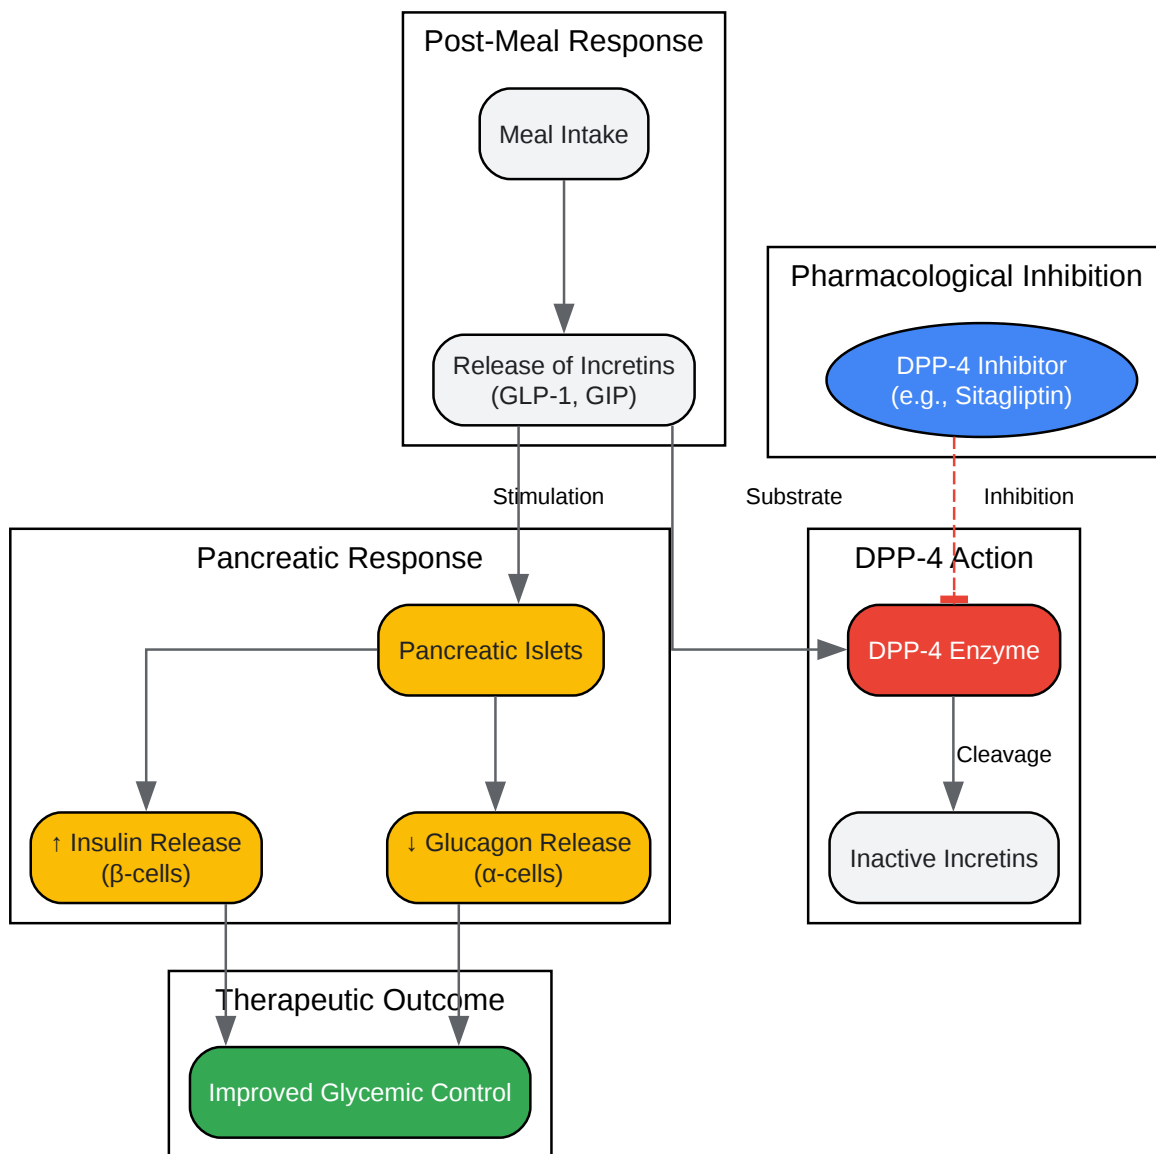 Post-Meal Response
Meal Intake
Pharmacological Inhibition
Release of Incretins
(GLP-1, GIP)
DPP-4 Inhibitor
(e.g., Sitagliptin)
Stimulation
Substrate
Inhibition
Pancreatic Response
DPP-4 Action
Pancreatic Islets
DPP-4 Enzyme
Cleavage
↑ Insulin Release
(β-cells)
↓ Glucagon Release
(α-cells)
Inactive Incretins
Therapeutic Outcome
Improved Glycemic Control